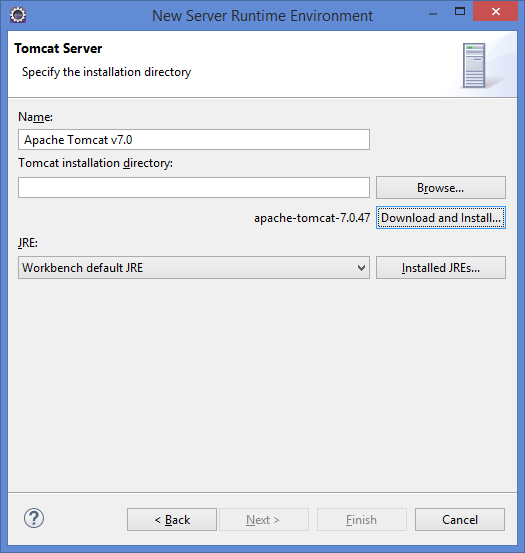 New Server Runtime Environment
Tomcat Server
Specify the installation directory
Name:
Apache Tomcat v7.0
Tomcat installation directory:
Browse...
apache-tomcat-7.0.47 Download and Install...
JRE:
Workbench default JRE Installed JREs...
? < Back Next > Finish Cancel